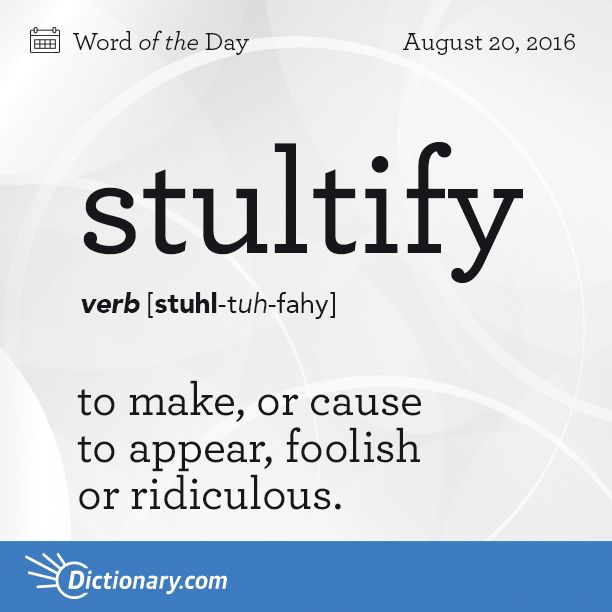 Word of the Day
August 20, 2016
stultify
verb [stuhl-tuh-fahy]
to make, or cause
to appear, foolish
or ridiculous.
Dictionary.com